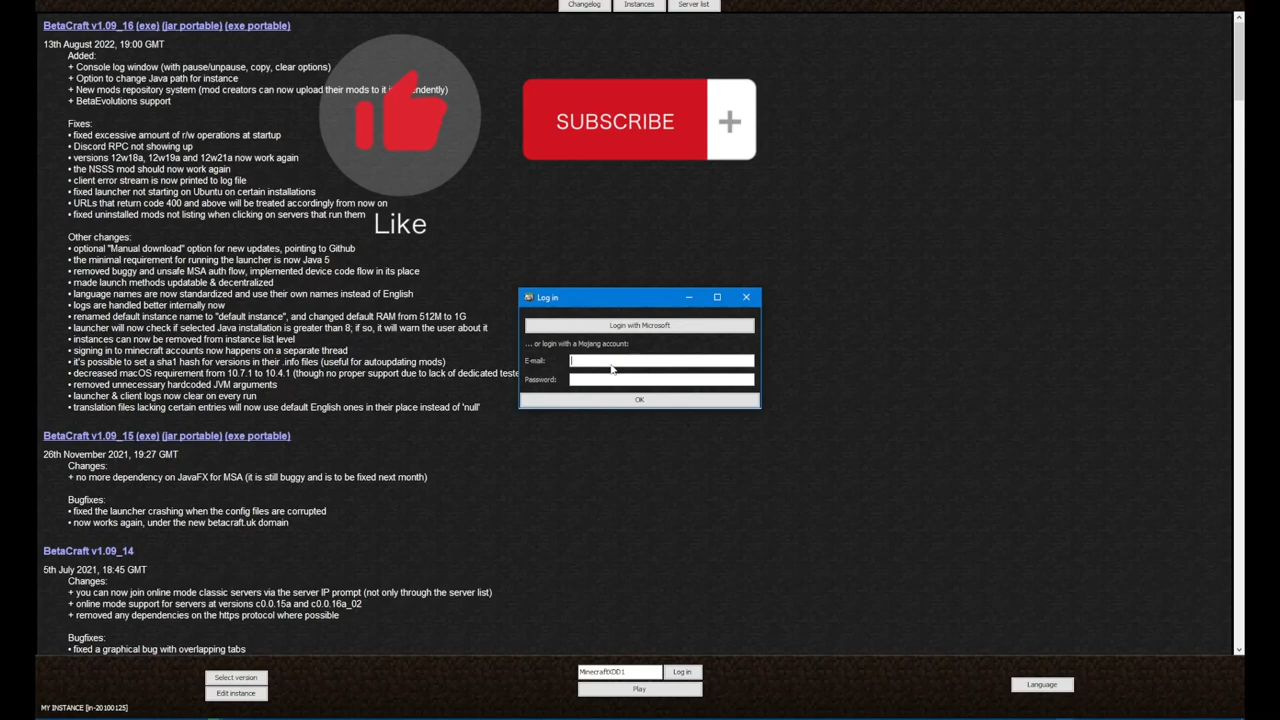 Changelog
Instances
Server list
BetaCraft v1.09_16 (exe) (jar portable) (exe portable)
13th August 2022, 19:00 GMT
Added:
+ Console log window (with pause/unpause, copy, clear options)
+ Option to change Java path for instance
+ New mods repository system (mod creators can now upload their mods to it independently)
+ BetaEvolutions support
Fixes:
• fixed excessive amount of r/w operations at startup
• Discord RPC not showing up
• versions 12w18a, 12w19a and 12w21a now work again
• the NSSS mod should now work again
• client error stream is now printed to log file
• fixed launcher not starting on Ubuntu on certain installations
• URLs that return code 400 and above will be treated accordingly from now on
• fixed uninstalled mods not listing when clicking on servers that run them
Other changes:
• optional "Manual download" option for new updates, pointing to Github
• the minimal requirement for running the launcher is now Java 5
• removed buggy and unsafe MSA auth flow, implemented device code flow in its place
• made launch methods updatable & decentralized
• language names are now standardized and use their own names instead of English
• logs are handled better internally now
• renamed default instance name to "default instance", and changed default RAM from 512M to 1G
• launcher will now check if selected Java installation is greater than 8; if so, it will warn the user about it
• instances can now be removed from instance list level
• signing in to minecraft accounts now happens on a separate thread
• it's possible to set a sha1 hash for versions in their .info files (useful for autoupdating mods)
• decreased macOS requirement from 10.7.1 to 10.4.1 (though no proper support due to lack of dedicated teste
• removed unnecessary hardcoded JVM arguments
• launcher & client logs now clear on every run
• translation files lacking certain entries will now use default English ones in their place instead of 'null'
BetaCraft v1.09_15 (exe) (jar portable) (exe portable)
26th November 2021, 19:27 GMT
Changes:
+ no more dependency on JavaFX for MSA (it is still buggy and is to be fixed next month)
Bugfixes:
• fixed the launcher crashing when the config files are corrupted
• now works again, under the new betacraft.uk domain
BetaCraft v1.09_14
5th July 2021, 18:45 GMT
Changes:
+ you can now join online mode classic servers via the server IP prompt (not only through the server list)
+ online mode support for servers at versions c0.0.15a and c0.0.16a_02
+ removed any dependencies on the https protocol where possible
Bugfixes:
• fixed a graphical bug with overlapping tabs
Like
SUBSCRIBE
+
Log in
Login with Microsoft
... or login with a Mojang account:
E-mail:
Password:
OK
Select version
Edit instance
MY INSTANCE [in-20100125]
MinecraftXDD1
Log in
Play
Language